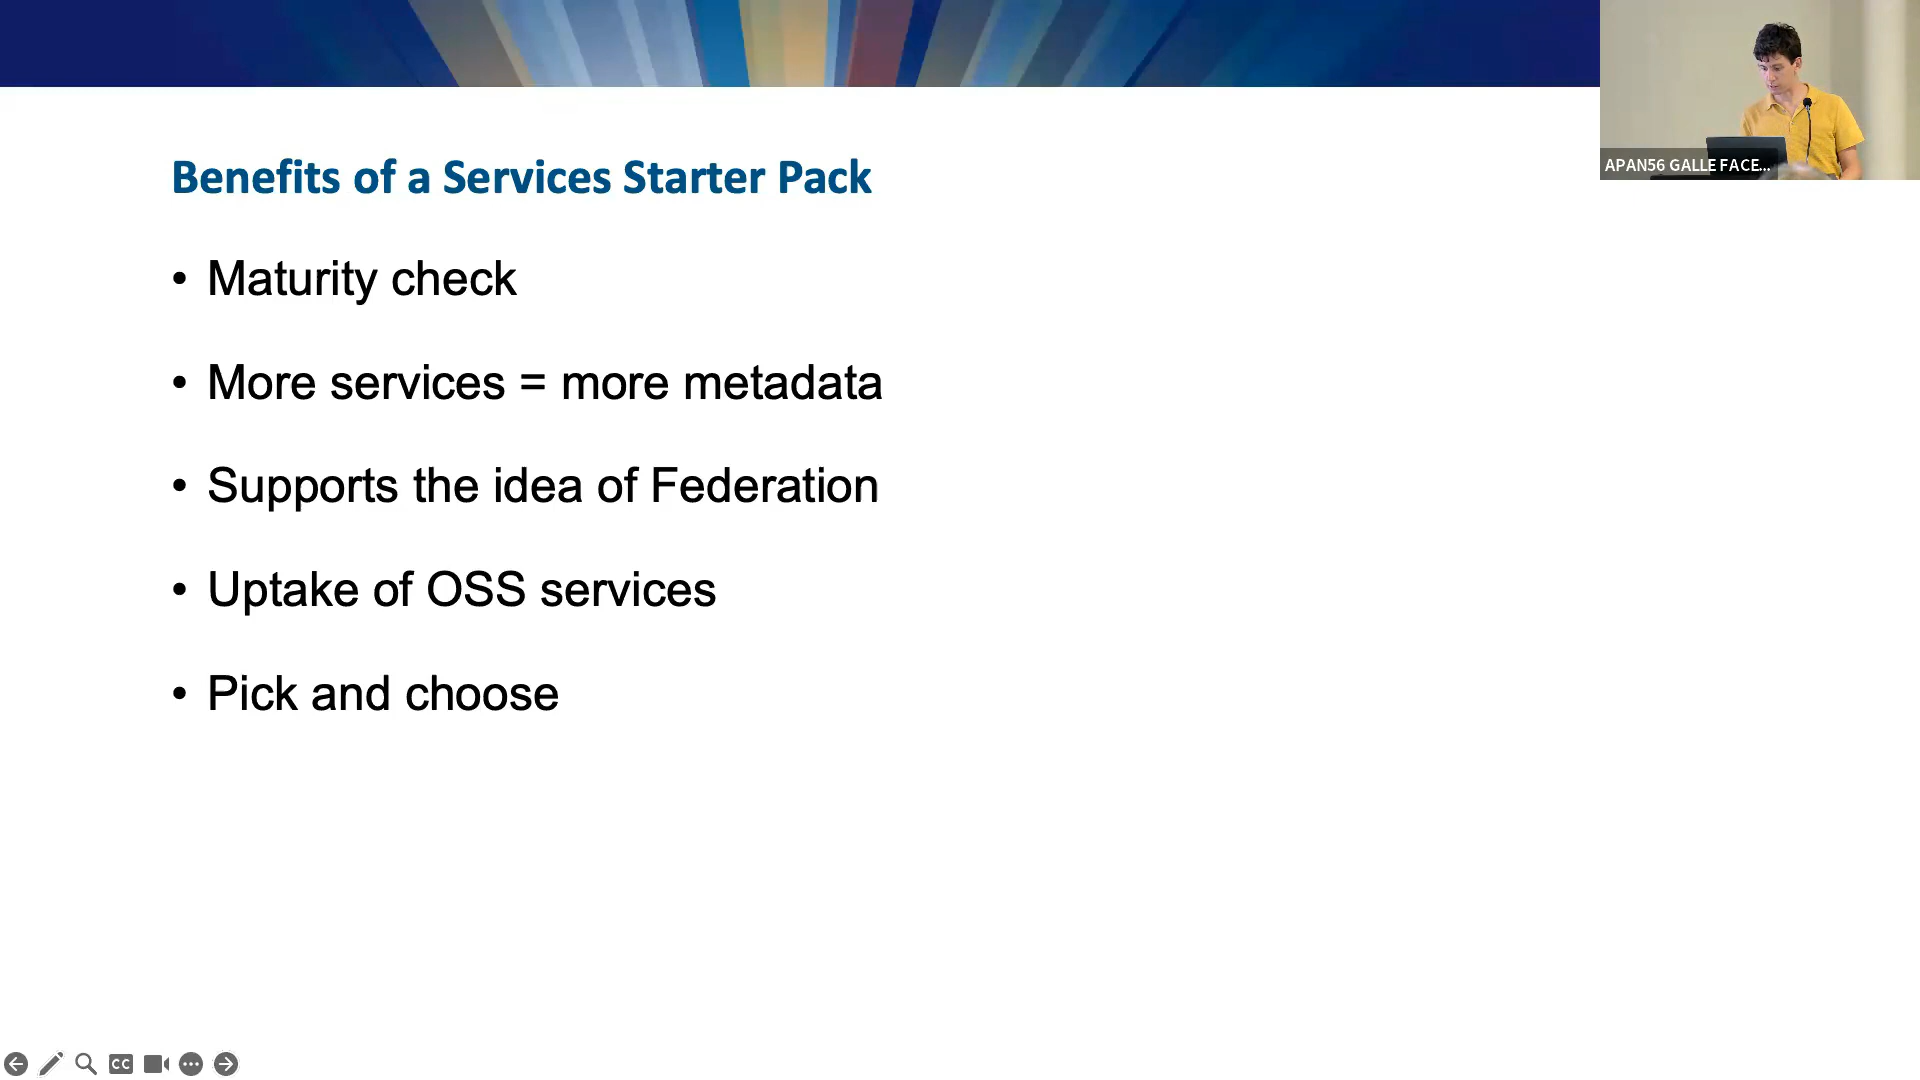 Benefits of a Services Starter Pack
• Maturity check
• More services = more metadata
• Supports the idea of Federation
• Uptake of OSS services
• Pick and choose
APAN56 GALLE FACE...
CC